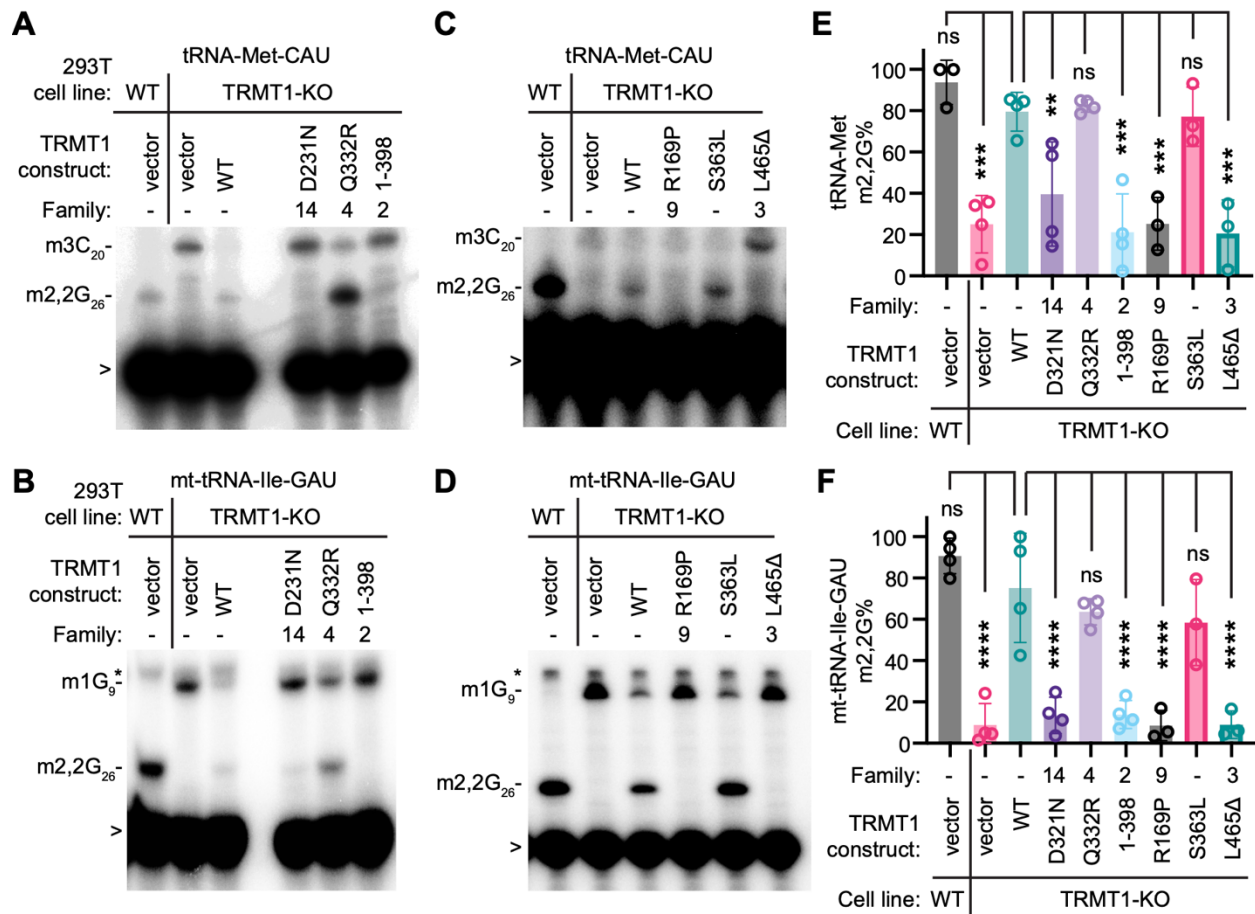 A
tRNA-Met-CAU
293T
cell line: WT TRMT1-KO
TRMT1
construct: vector vector WT D231N Q332R 1-398
Family: - - - 14 4 2
m3C20-
m2,2G26-
>
B
mt-tRNA-Ile-GAU
293T
cell line: WT TRMT1-KO
TRMT1
construct: vector vector WT D231N Q332R 1-398
Family: - - - 14 4 2
*
m1G9-
m2,2G26-
>
C
tRNA-Met-CAU
WT TRMT1-KO
vector vector WT R169P S363L L465Δ
- - - 9 - 3
m3C20-
m2,2G26-
>
D
mt-tRNA-Ile-GAU
WT TRMT1-KO
vector vector WT R169P S363L L465Δ
- - - 9 - 3
*
m1G9-
m2,2G26-
>
E
tRNA-Met
m2,2G%
100
80
60
40
20
0
ns *** ** ns *** *** ns ***
Family: - - - 14 4 2 9 - 3
TRMT1
construct: vector vector WT D321N Q332R 1-398 R169P S363L L465Δ
Cell line: WT TRMT1-KO
F
mt-tRNA-Ile-GAU
m2,2G%
100
80
60
40
20
0
ns **** **** ns **** **** ns ****
Family: - - - 14 4 2 9 - 3
TRMT1
construct: vector vector WT D321N Q332R 1-398 R169P S363L L465Δ
Cell line: WT TRMT1-KO